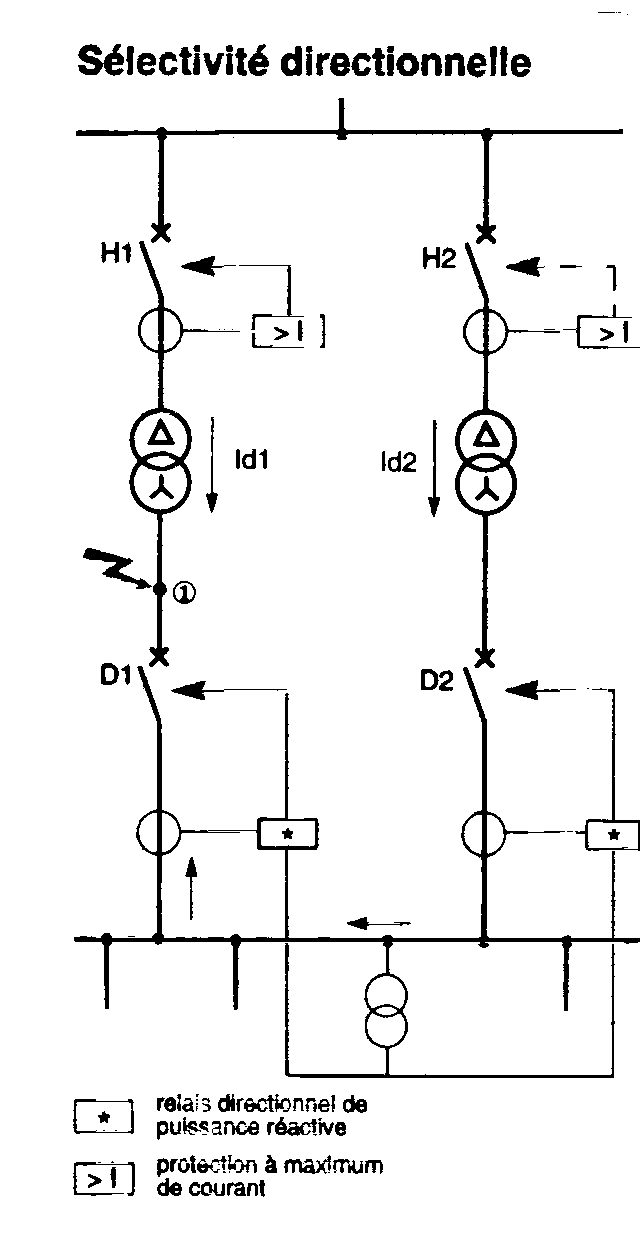 Sélectivité directionnelle
H1
H2
> I
> I
Id1
Id2
①
D1
D2
*
*
* relais directionnel de
puissance réactive
> I protection à maximum
de courant